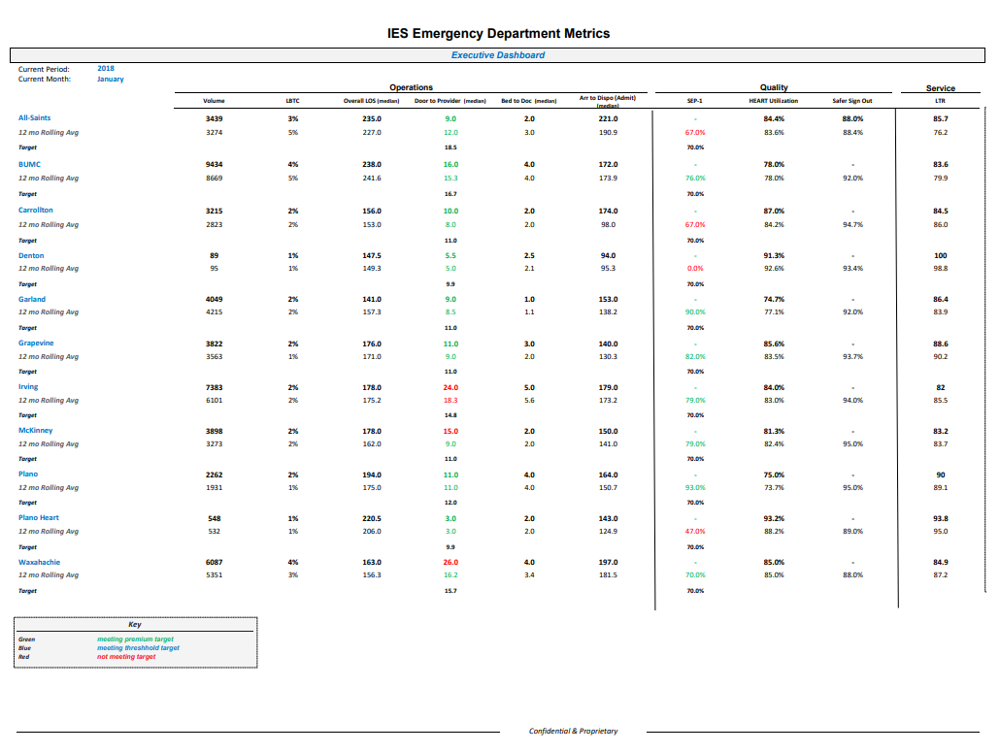 IES Emergency Department Metrics
Executive Dashboard
Current Period: 2018
Current Month: January
Operations Quality Service
Volume LBTC Overall LOS (median) Door to Provider (median) Bed to Doc (median) Arr to Dispo (Admit) (median) SEP-1 HEART Utilization Safer Sign Out LTR
All-Saints 3439 3% 235.0 9.0 2.0 221.0 - 84.4% 88.0% 85.7
12 mo Rolling Avg 3274 5% 227.0 12.0 3.0 190.9 67.0% 83.6% 88.4% 76.2
Target 18.5 70.0%
BUMC 9434 4% 238.0 16.0 4.0 172.0 - 78.0% - 83.6
12 mo Rolling Avg 8669 5% 241.6 15.3 4.0 173.9 76.0% 78.0% 92.0% 79.9
Target 16.7 70.0%
Carrollton 3215 2% 156.0 10.0 2.0 174.0 - 87.0% - 84.5
12 mo Rolling Avg 2823 2% 153.0 8.0 2.0 98.0 67.0% 84.2% 94.7% 86.0
Target 11.0 70.0%
Denton 89 1% 147.5 5.5 2.5 94.0 - 91.3% - 100
12 mo Rolling Avg 95 1% 149.3 5.0 2.1 95.3 0.0% 92.6% 93.4% 98.8
Target 9.9 70.0%
Garland 4049 2% 141.0 9.0 1.0 153.0 - 74.7% - 86.4
12 mo Rolling Avg 4215 2% 157.3 8.5 1.1 138.2 90.0% 77.1% 92.0% 83.9
Target 11.0 70.0%
Grapevine 3822 2% 176.0 11.0 3.0 140.0 - 85.6% - 88.6
12 mo Rolling Avg 3563 1% 171.0 9.0 2.0 130.3 82.0% 83.5% 93.7% 90.2
Target 11.0 70.0%
Irving 7383 2% 178.0 24.0 5.0 179.0 - 84.0% - 82
12 mo Rolling Avg 6101 2% 175.2 18.3 5.6 173.2 79.0% 83.0% 94.0% 85.5
Target 14.8 70.0%
McKinney 3898 2% 178.0 15.0 2.0 150.0 - 81.3% - 83.2
12 mo Rolling Avg 3273 2% 162.0 9.0 2.0 141.0 79.0% 82.4% 95.0% 83.7
Target 11.0 70.0%
Plano 2262 2% 194.0 11.0 4.0 164.0 - 75.0% - 90
12 mo Rolling Avg 1931 1% 175.0 11.0 4.0 150.7 93.0% 73.7% 95.0% 89.1
Target 12.0 70.0%
Plano Heart 548 1% 220.5 3.0 2.0 143.0 - 93.2% - 93.8
12 mo Rolling Avg 532 1% 206.0 3.0 2.0 124.9 47.0% 88.2% 89.0% 95.0
Target 9.9 70.0%
Waxahachie 6087 4% 163.0 26.0 4.0 197.0 - 85.0% - 84.9
12 mo Rolling Avg 5351 3% 156.3 16.2 3.4 181.5 70.0% 85.0% 88.0% 87.2
Target 15.7 70.0%
Key
Green meeting premium target
Blue meeting threshhold target
Red not meeting target
Confidential & Proprietary